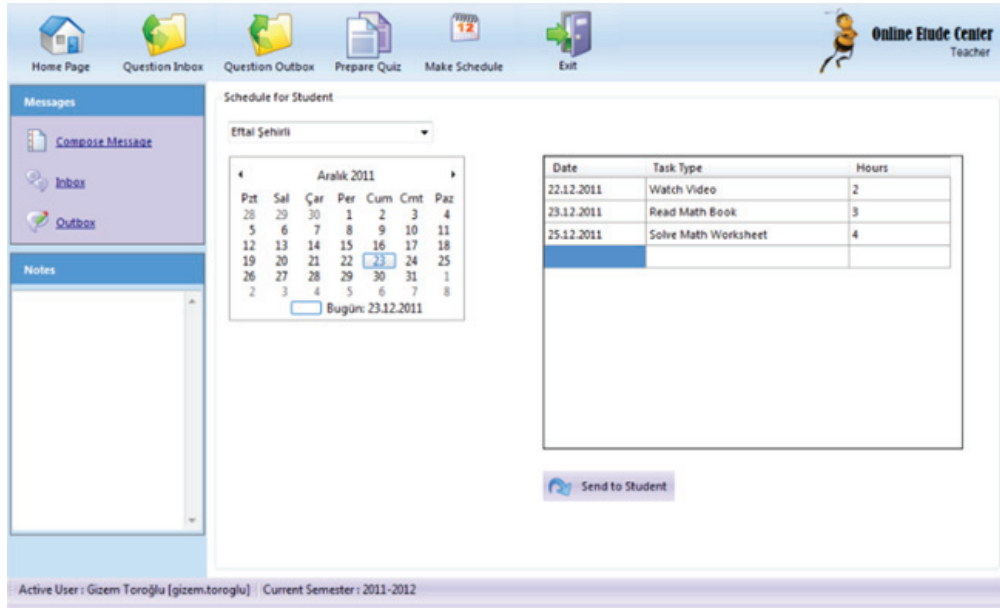 Home Page
Question Inbox
Question Outbox
Prepare Quiz
12
Make Schedule
Exit
Online Etude Center
Teacher
Messages
Compose Message
Inbox
Outbox
Notes
Schedule for Student
Eftal Şehirli
Aralık 2011
Pzt Sal Çar Per Cum Cmt Paz
28 29 30 1 2 3 4
5 6 7 8 9 10 11
12 13 14 15 16 17 18
19 20 21 22 23 24 25
26 27 28 29 30 31 1
2 3 4 5 6 7 8
Bugün: 23.12.2011
Date Task Type Hours
22.12.2011 Watch Video 2
23.12.2011 Read Math Book 3
25.12.2011 Solve Math Worksheet 4
Send to Student
Active User : Gizem Toroğlu [gizem.toroglu] Current Semester : 2011-2012